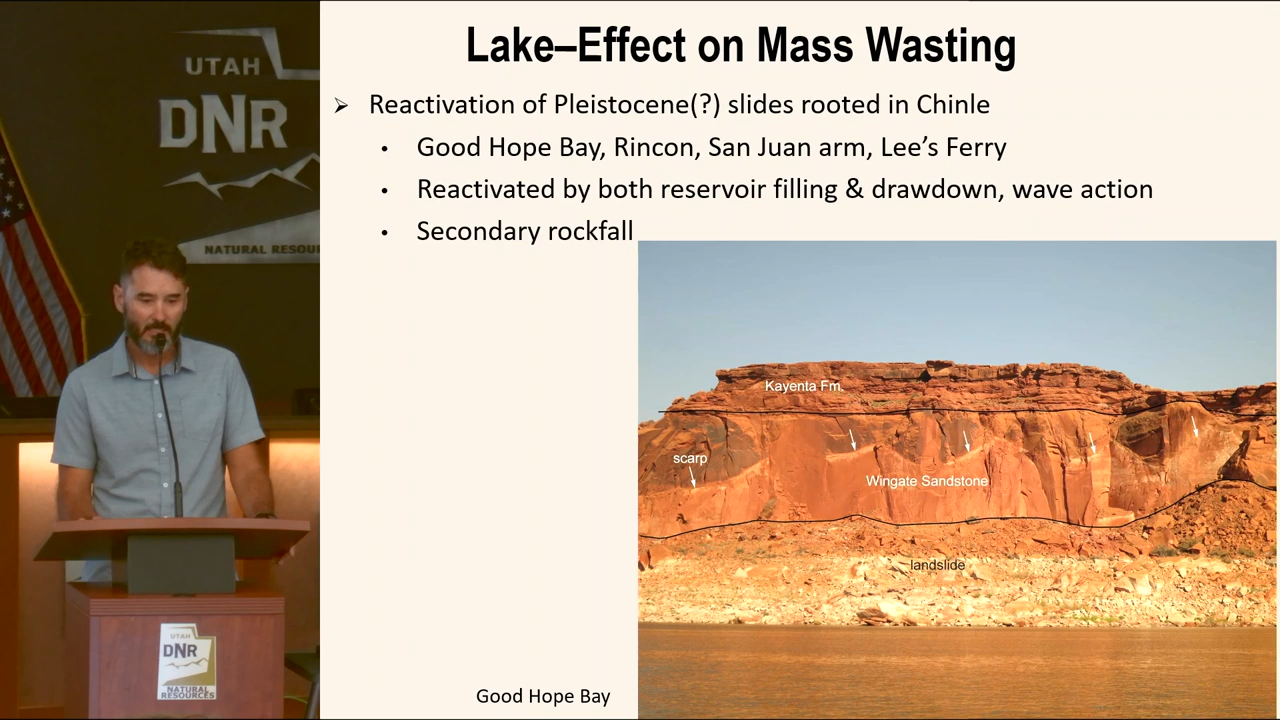 UTAH
DNR
NATURAL RESOUR
UTAH
DNR
NATURAL
RESOURCES
Lake–Effect on Mass Wasting
➢ Reactivation of Pleistocene(?) slides rooted in Chinle
• Good Hope Bay, Rincon, San Juan arm, Lee’s Ferry
• Reactivated by both reservoir filling & drawdown, wave action
• Secondary rockfall
Kayenta Fm.
scarp
Wingate Sandstone
landslide
Good Hope Bay